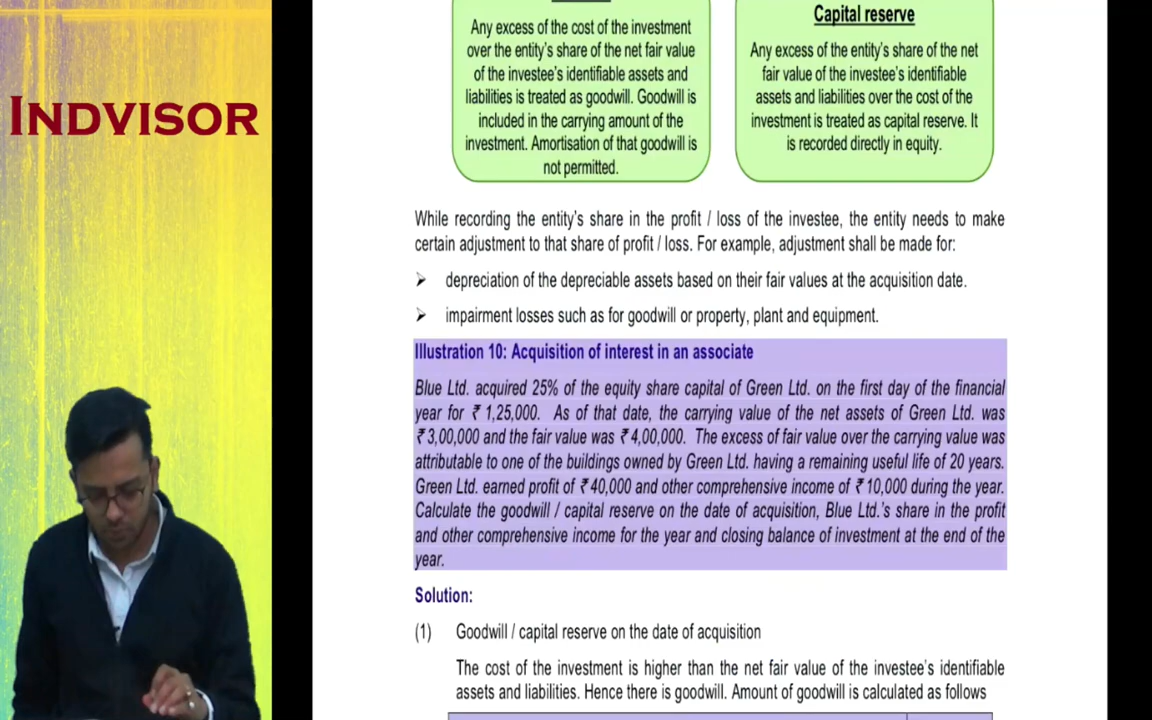 INDVISOR
Any excess of the cost of the investment
over the entity's share of the net fair value
of the investee's identifiable assets and
liabilities is treated as goodwill. Goodwill is
included in the carrying amount of the
investment. Amortisation of that goodwill is
not permitted.
Capital reserve
Any excess of the entity's share of the net
fair value of the investee's identifiable
assets and liabilities over the cost of the
investment is treated as capital reserve. It
is recorded directly in equity.
While recording the entity's share in the profit / loss of the investee, the entity needs to make
certain adjustment to that share of profit / loss. For example, adjustment shall be made for:
➢ depreciation of the depreciable assets based on their fair values at the acquisition date.
➢ impairment losses such as for goodwill or property, plant and equipment.
Illustration 10: Acquisition of interest in an associate
Blue Ltd. acquired 25% of the equity share capital of Green Ltd. on the first day of the financial
year for ₹ 1,25,000. As of that date, the carrying value of the net assets of Green Ltd. was
₹ 3,00,000 and the fair value was ₹ 4,00,000. The excess of fair value over the carrying value was
attributable to one of the buildings owned by Green Ltd. having a remaining useful life of 20 years.
Green Ltd. earned profit of ₹ 40,000 and other comprehensive income of ₹ 10,000 during the year.
Calculate the goodwill / capital reserve on the date of acquisition, Blue Ltd.'s share in the profit
and other comprehensive income for the year and closing balance of investment at the end of the
year.
Solution:
(1) Goodwill / capital reserve on the date of acquisition
The cost of the investment is higher than the net fair value of the investee's identifiable
assets and liabilities. Hence there is goodwill. Amount of goodwill is calculated as follows